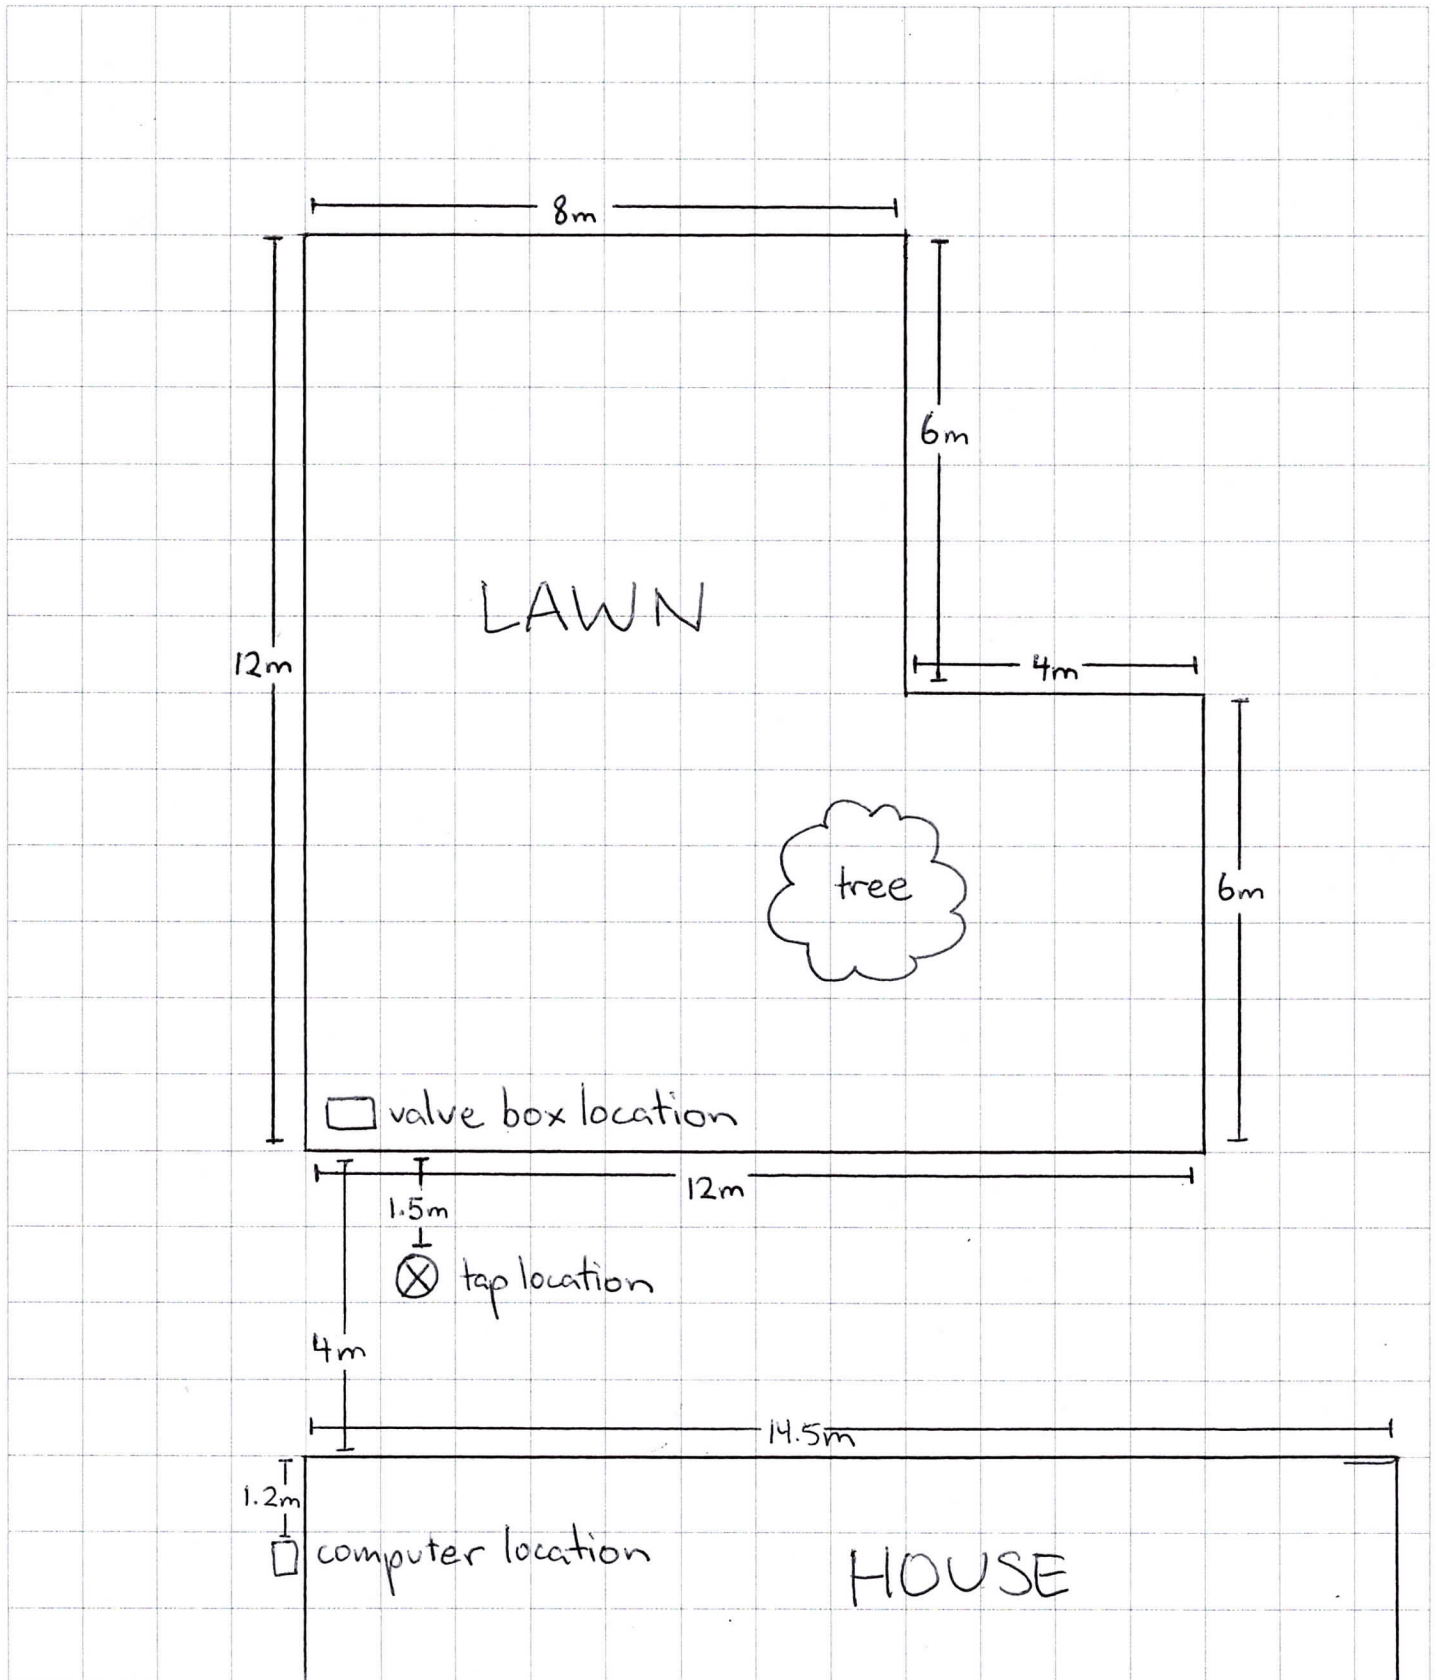 8m
6m
LAWN
12m
4m
tree
6m
valve box location
12m
1.5m
tap location
4m
14.5m
1.2m
computer location
HOUSE